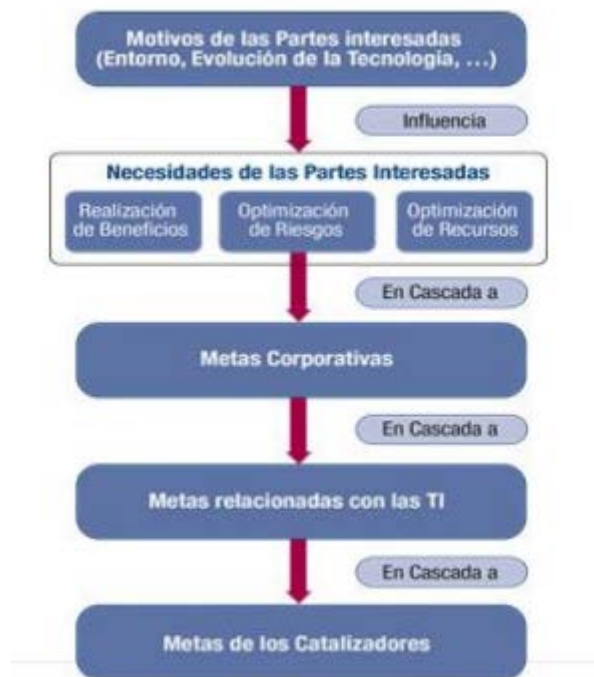 Motivos de las Partes interesadas
(Entorno, Evolución de la Tecnología, ...)
Influencia
Necesidades de las Partes Interesadas
Realización
de Beneficios
Optimización
de Riesgos
Optimización
de Recursos
En Cascada a
Metas Corporativas
En Cascada a
Metas relacionadas con las TI
En Cascada a
Metas de los Catalizadores